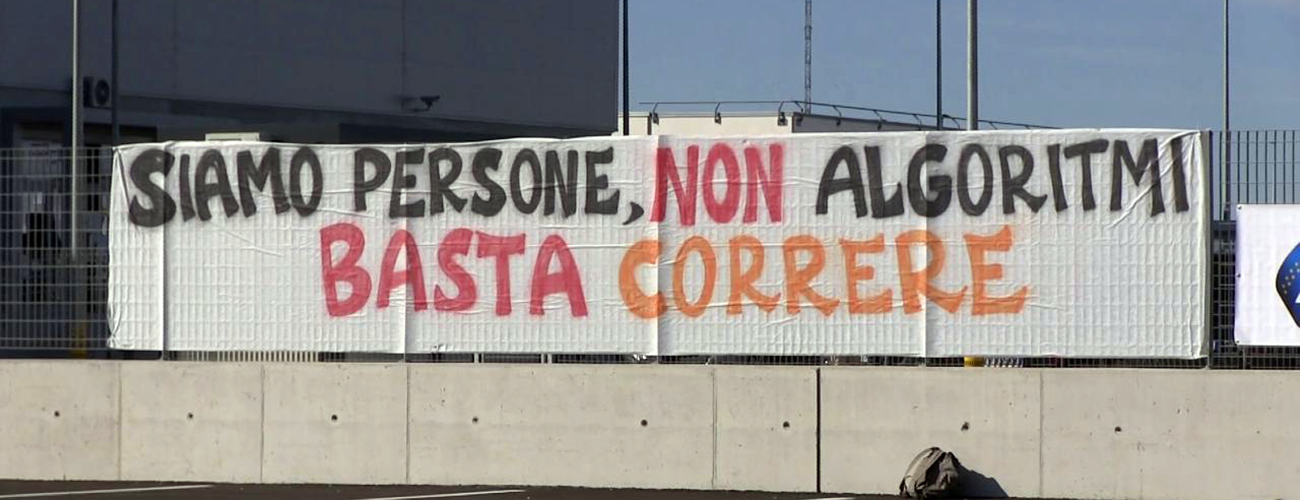 SIAMO PERSONE, NON ALGORITMI
BASTA CORRERE